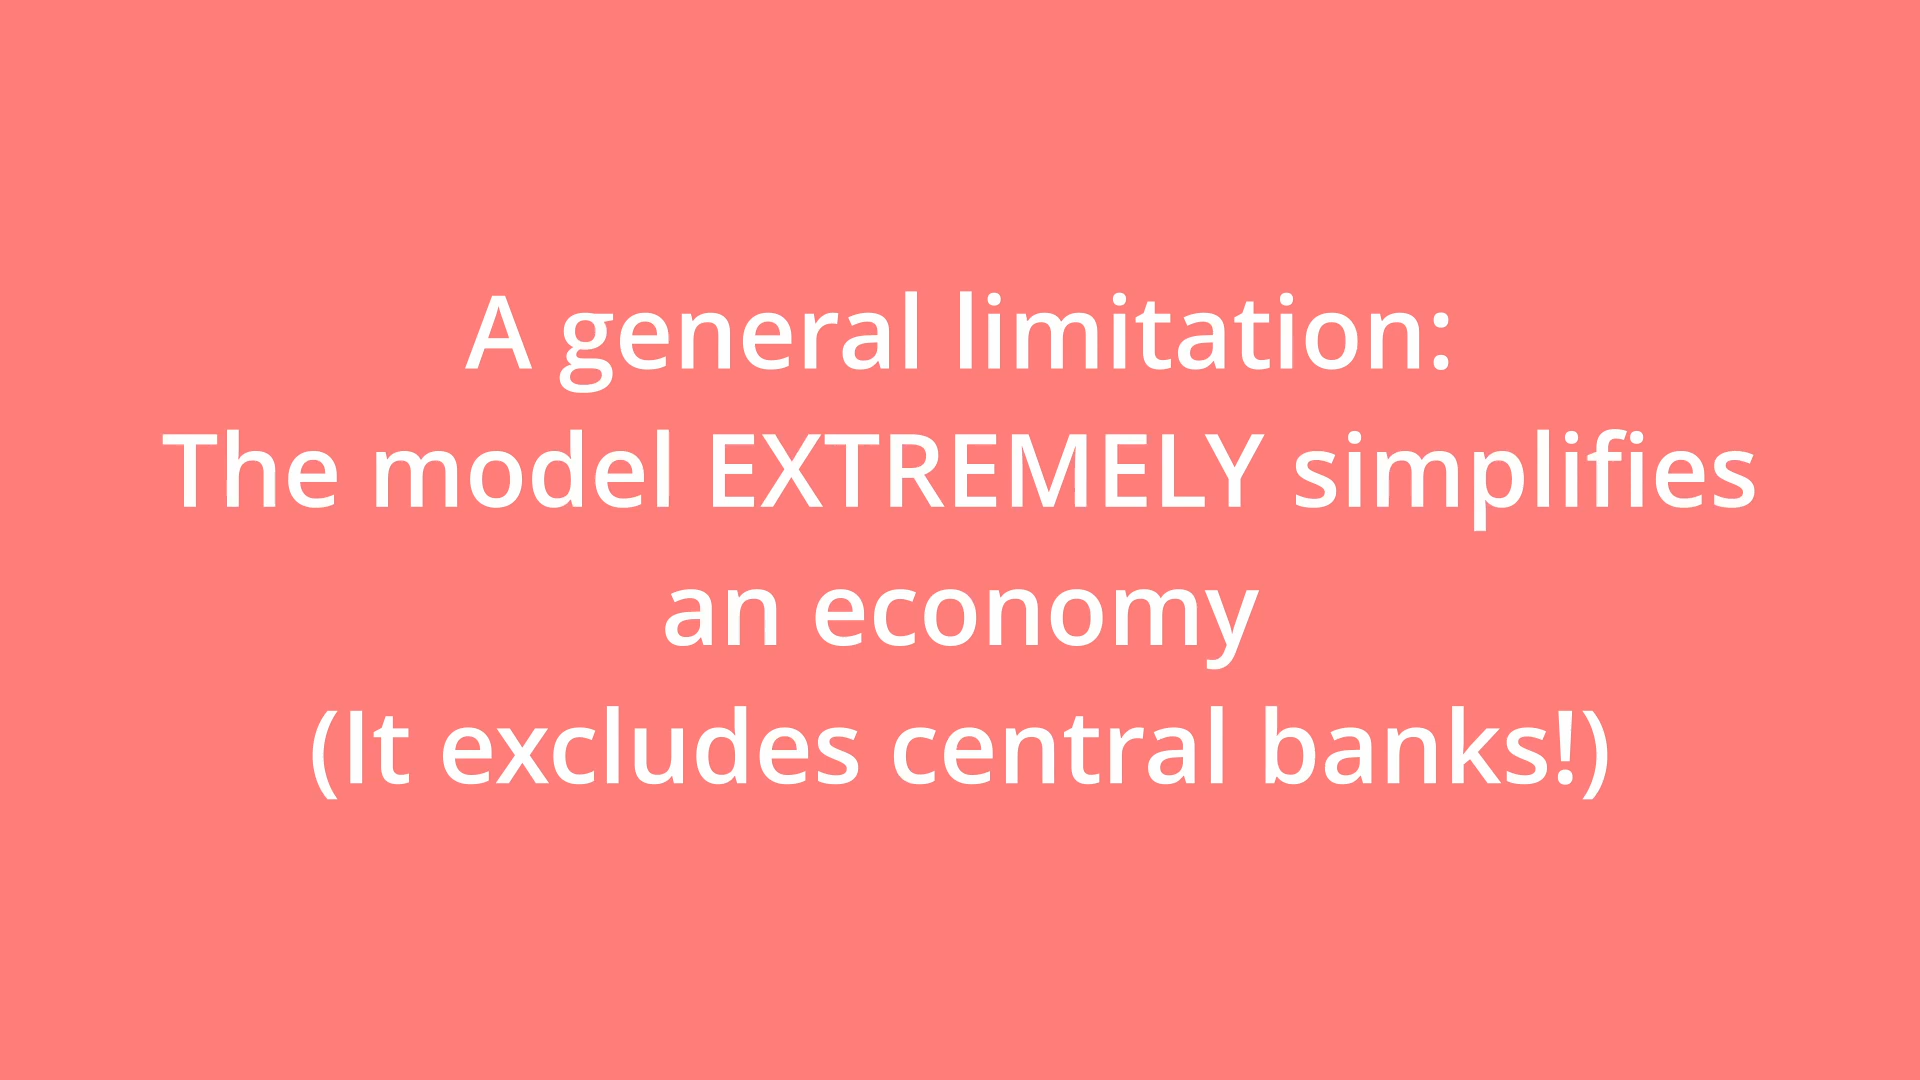 A general limitation:
The model EXTREMELY simplifies
an economy
(It excludes central banks!)